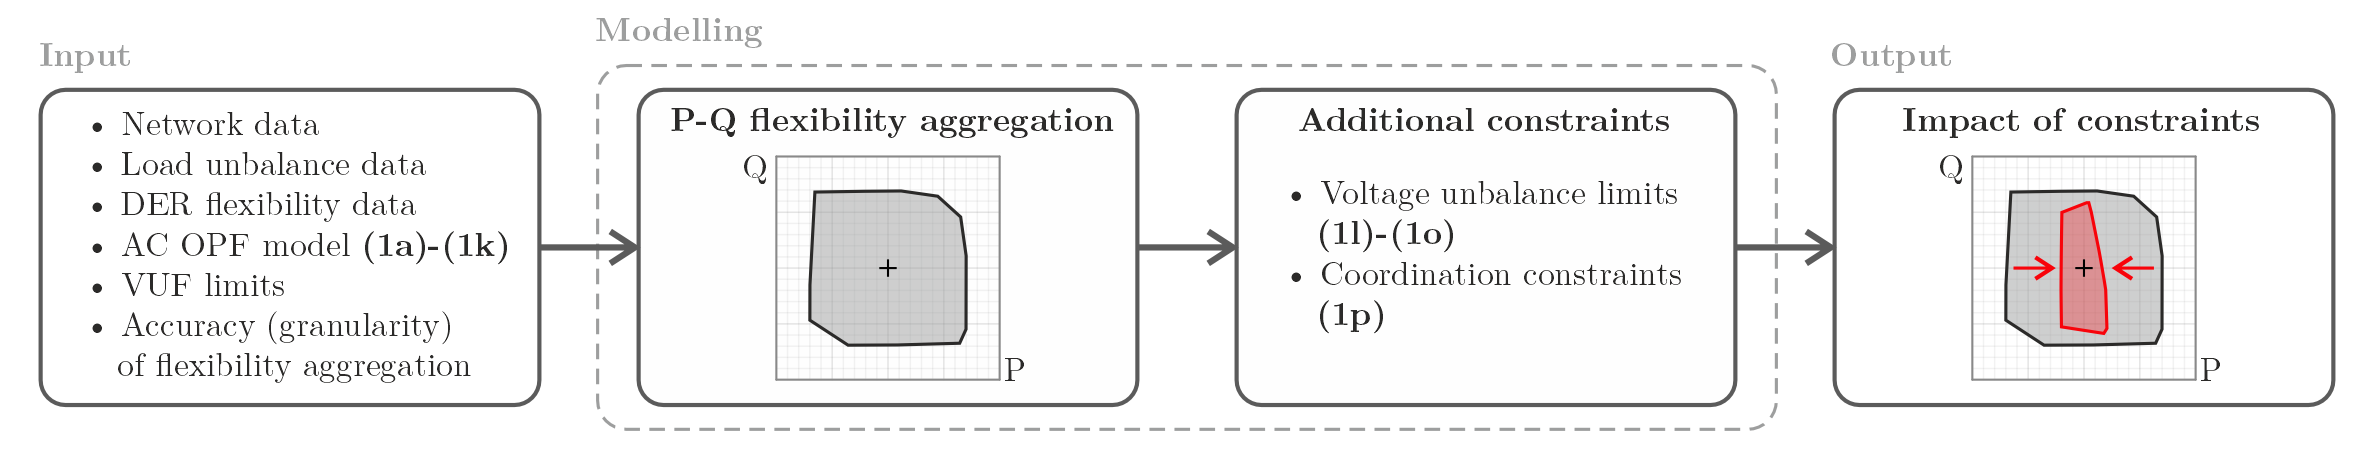 Input
• Network data
• Load unbalance data
• DER flexibility data
• AC OPF model (1a)-(1k)
• VUF limits
• Accuracy (granularity)
of flexibility aggregation
Modelling
P-Q flexibility aggregation
Q
P
Additional constraints
• Voltage unbalance limits
(1l)-(1o)
• Coordination constraints
(1p)
Output
Impact of constraints
Q
P